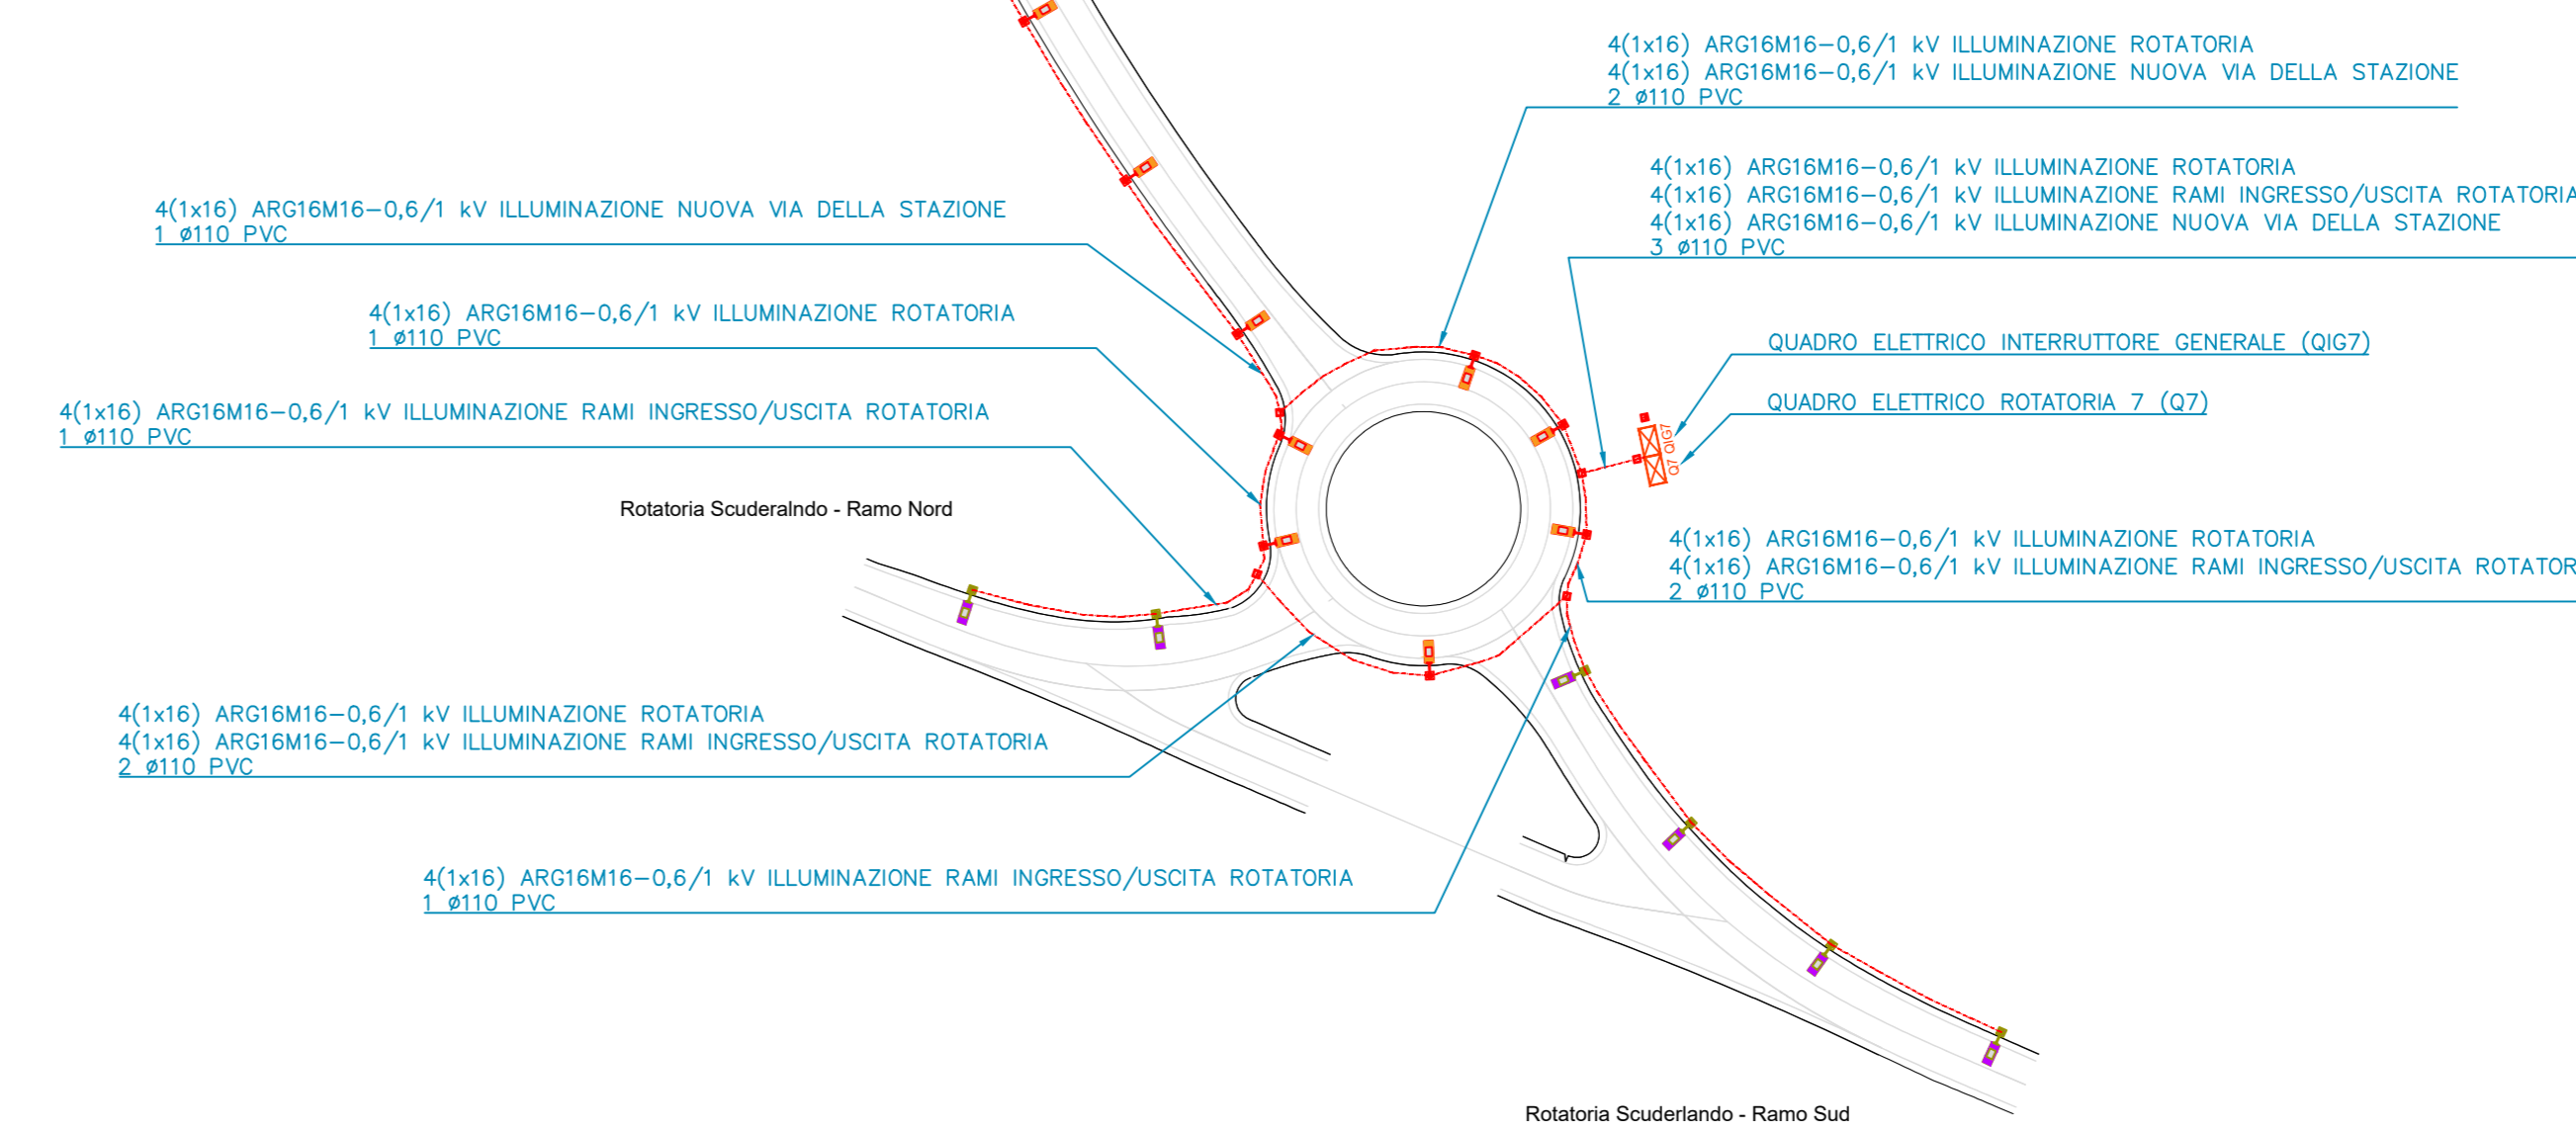 4(1x16) ARG16M16-0,6/1 kV ILLUMINAZIONE ROTATORIA
4(1x16) ARG16M16-0,6/1 kV ILLUMINAZIONE NUOVA VIA DELLA STAZIONE
2 ø110 PVC
4(1x16) ARG16M16-0,6/1 kV ILLUMINAZIONE ROTATORIA
4(1x16) ARG16M16-0,6/1 kV ILLUMINAZIONE RAMI INGRESSO/USCITA ROTATORIA
4(1x16) ARG16M16-0,6/1 kV ILLUMINAZIONE NUOVA VIA DELLA STAZIONE
3 ø110 PVC
4(1x16) ARG16M16-0,6/1 kV ILLUMINAZIONE NUOVA VIA DELLA STAZIONE
1 ø110 PVC
4(1x16) ARG16M16-0,6/1 kV ILLUMINAZIONE ROTATORIA
1 ø110 PVC
QUADRO ELETTRICO INTERRUTTORE GENERALE (QIG7)
QUADRO ELETTRICO ROTATORIA 7 (Q7)
Q7 QIG7
4(1x16) ARG16M16-0,6/1 kV ILLUMINAZIONE RAMI INGRESSO/USCITA ROTATORIA
1 ø110 PVC
Rotatoria Scuderalndo - Ramo Nord
4(1x16) ARG16M16-0,6/1 kV ILLUMINAZIONE ROTATORIA
4(1x16) ARG16M16-0,6/1 kV ILLUMINAZIONE RAMI INGRESSO/USCITA ROTATOR
2 ø110 PVC
4(1x16) ARG16M16-0,6/1 kV ILLUMINAZIONE ROTATORIA
4(1x16) ARG16M16-0,6/1 kV ILLUMINAZIONE RAMI INGRESSO/USCITA ROTATORIA
2 ø110 PVC
4(1x16) ARG16M16-0,6/1 kV ILLUMINAZIONE RAMI INGRESSO/USCITA ROTATORIA
1 ø110 PVC
Rotatoria Scuderlando - Ramo Sud